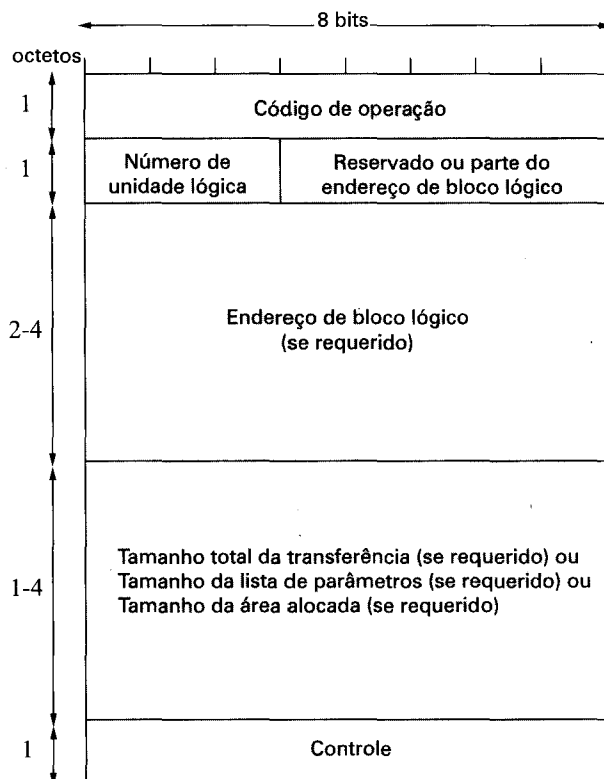 8 bits
octetos
1
Código de operação
1
Número de
unidade lógica
Reservado ou parte do
endereço de bloco lógico
2-4
Endereço de bloco lógico
(se requerido)
1-4
Tamanho total da transferência (se requerido) ou
Tamanho da lista de parâmetros (se requerido) ou
Tamanho da área alocada (se requerido)
1
Controle